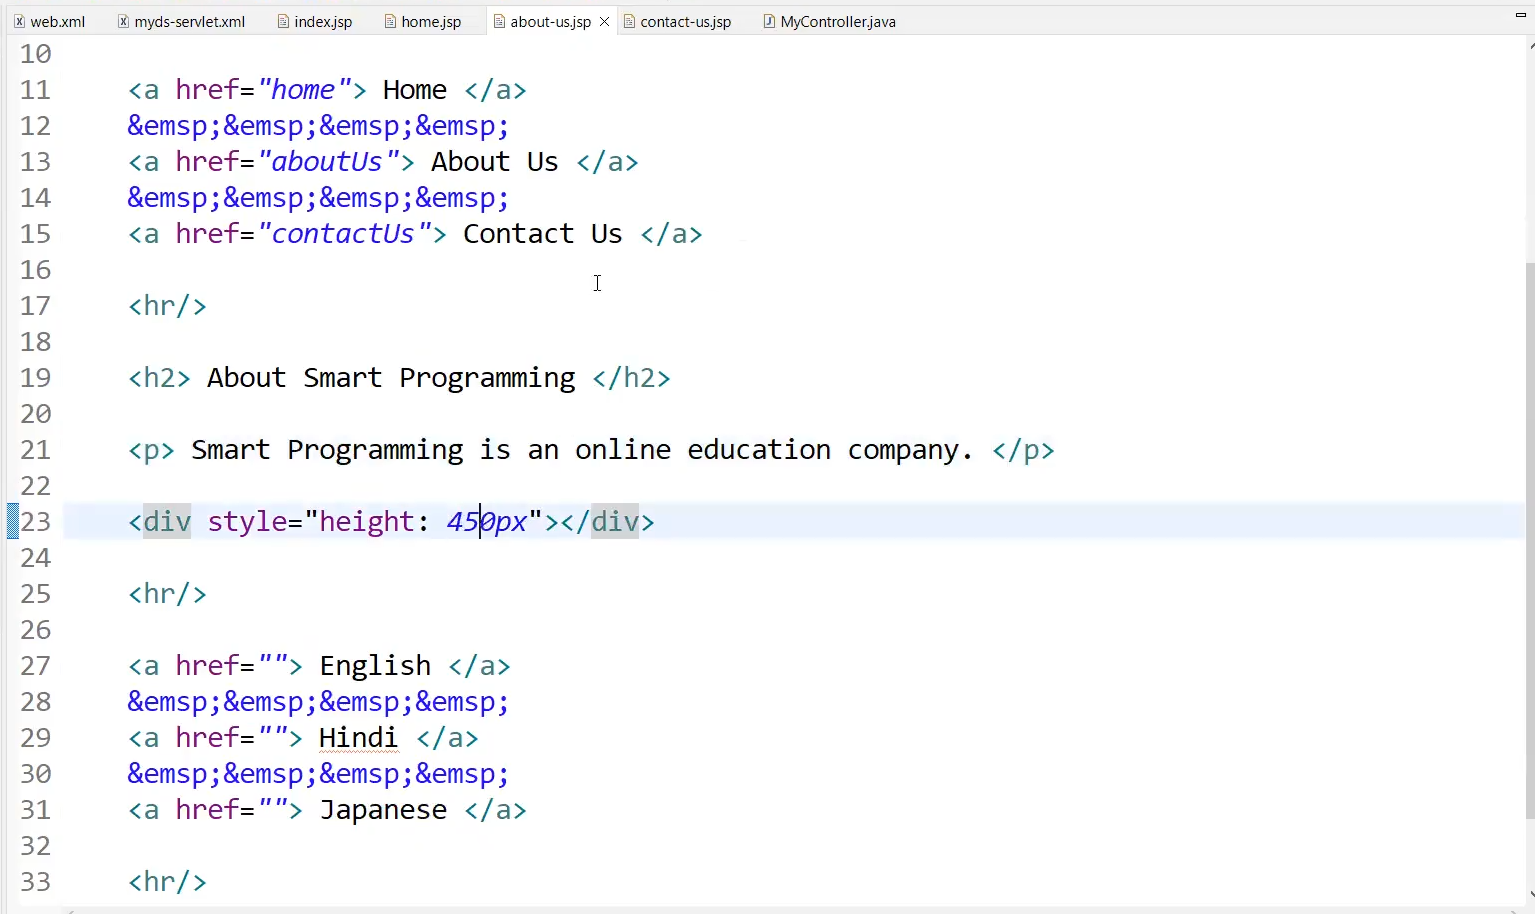 web.xml myds-servlet.xml index.jsp home.jsp about-us.jsp contact-us.jsp MyController.java
10
11 <a href="home"> Home </a>
12 &emsp;&emsp;&emsp;&emsp;
13 <a href="aboutUs"> About Us </a>
14 &emsp;&emsp;&emsp;&emsp;
15 <a href="contactUs"> Contact Us </a>
16
17 <hr/>
18
19 <h2> About Smart Programming </h2>
20
21 <p> Smart Programming is an online education company. </p>
22
23 <div style="height: 450px"></div>
24
25 <hr/>
26
27 <a href=""> English </a>
28 &emsp;&emsp;&emsp;&emsp;
29 <a href=""> Hindi </a>
30 &emsp;&emsp;&emsp;&emsp;
31 <a href=""> Japanese </a>
32
33 <hr/>